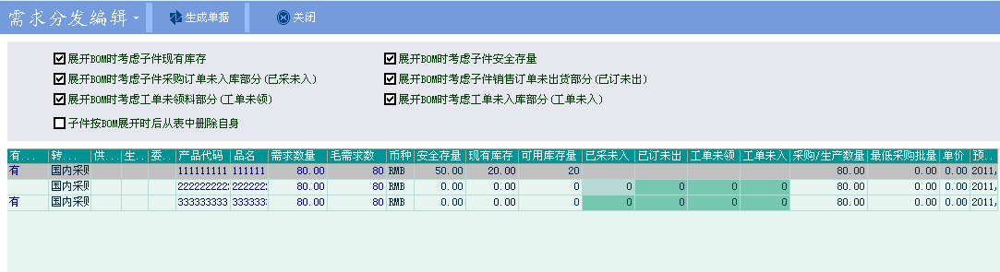 需求分发编辑 生成单据 关闭
展开BOM时考虑子件现有库存 展开BOM时考虑子件安全存量
展开BOM时考虑子件采购订单未入库部分(已采未入) 展开BOM时考虑子件销售订单未出货部分(已订未出)
展开BOM时考虑工单未领料部分(工单未领) 展开BOM时考虑工单未入库部分(工单未入)
子件按BOM展开时后从表中删除自身
有... 转... 供... 生.. 委.. 产品代码 品名 需求数量 毛需求数 币种 安全存量 现有库存 可用库存量 已采未入 已订未出 工单未领 工单未入 采购/生产数量 最低采购批量 单价 预..
有 国内采购 111111111 111111 80.00 80 RMB 50.00 20.00 20 80.00 0.00 0.00 2011,
国内采购 2222222222 222222 80.00 80 RMB 0.00 0.00 0 0 0 0 0 80.00 0.00 0.00 2011,
有 国内采购 333333333 333333 80.00 80 RMB 0.00 0.00 0 0 0 0 0 80.00 0.00 0.00 2011,